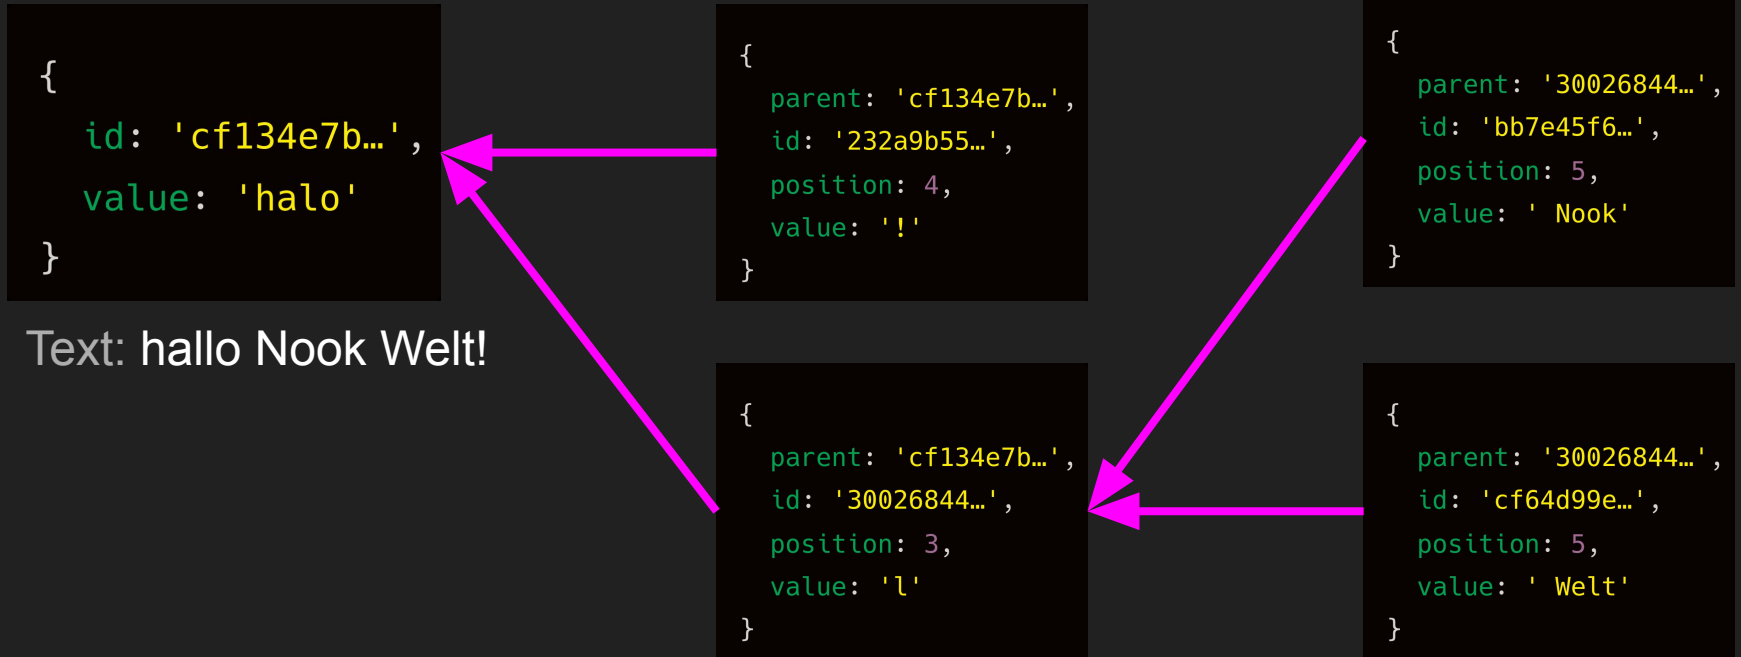 {
id: 'cf134e7b…',
value: 'halo'
}
Text: hallo Nook Welt!
{
parent: 'cf134e7b…',
id: '232a9b55…',
position: 4,
value: '!'
}
{
parent: 'cf134e7b…',
id: '30026844…',
position: 3,
value: 'l'
}
{
parent: '30026844…',
id: 'bb7e45f6…',
position: 5,
value: ' Nook'
}
{
parent: '30026844…',
id: 'cf64d99e…',
position: 5,
value: ' Welt'
}